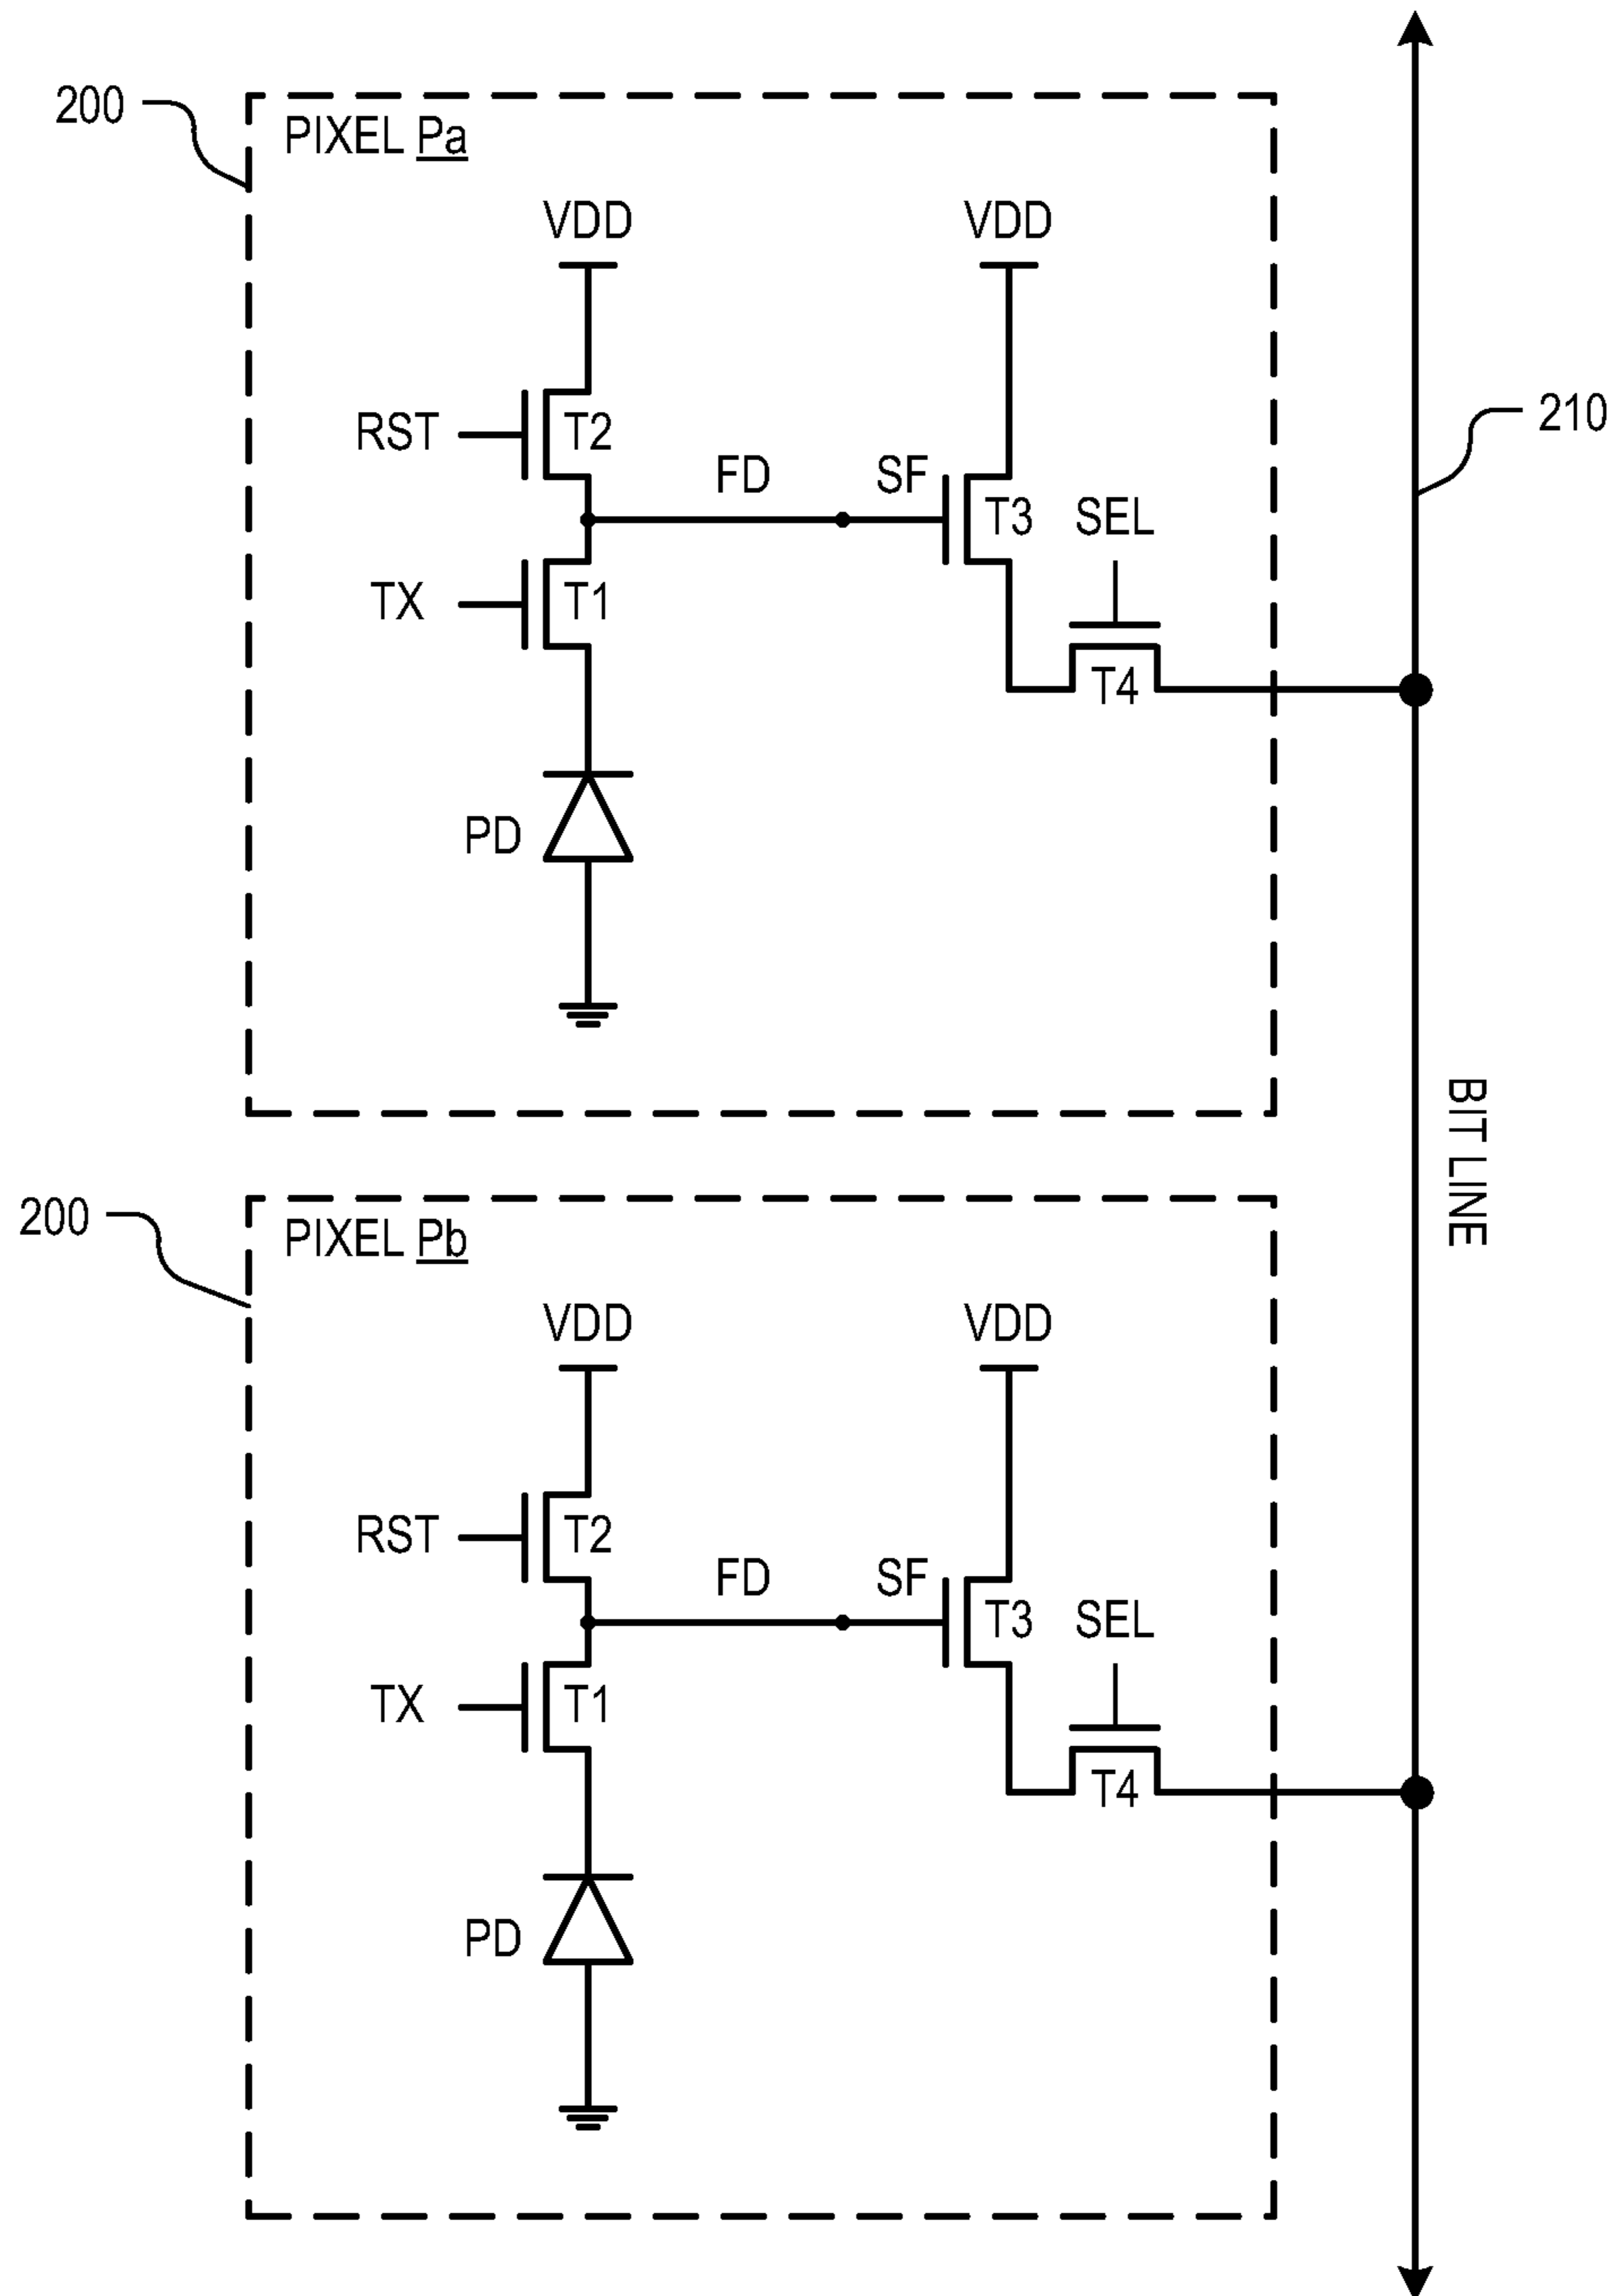 200
PIXEL Pa
VDD
VDD
210
RST
T2
FD
SF
T3
SEL
TX
T1
T4
PD
BIT LINE
200
PIXEL Pb
VDD
VDD
RST
T2
FD
SF
T3
SEL
TX
T1
T4
PD